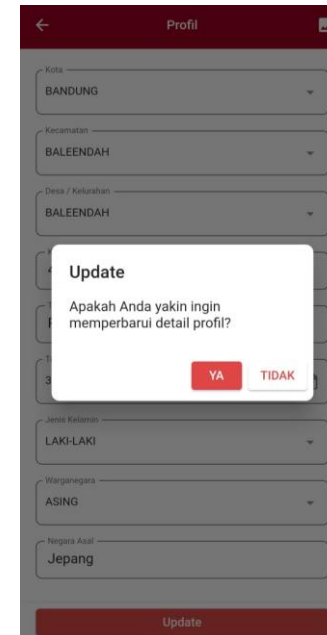 Profil
Kota
BANDUNG
Kecamatan
BALEENDAH
Desa / Kelurahan
BALEENDAH
Update
Apakah Anda yakin ingin
memperbarui detail profil?
YA
TIDAK
Jenis Kelamin
LAKI-LAKI
Warganegara
ASING
Negara Asal
Jepang
Update